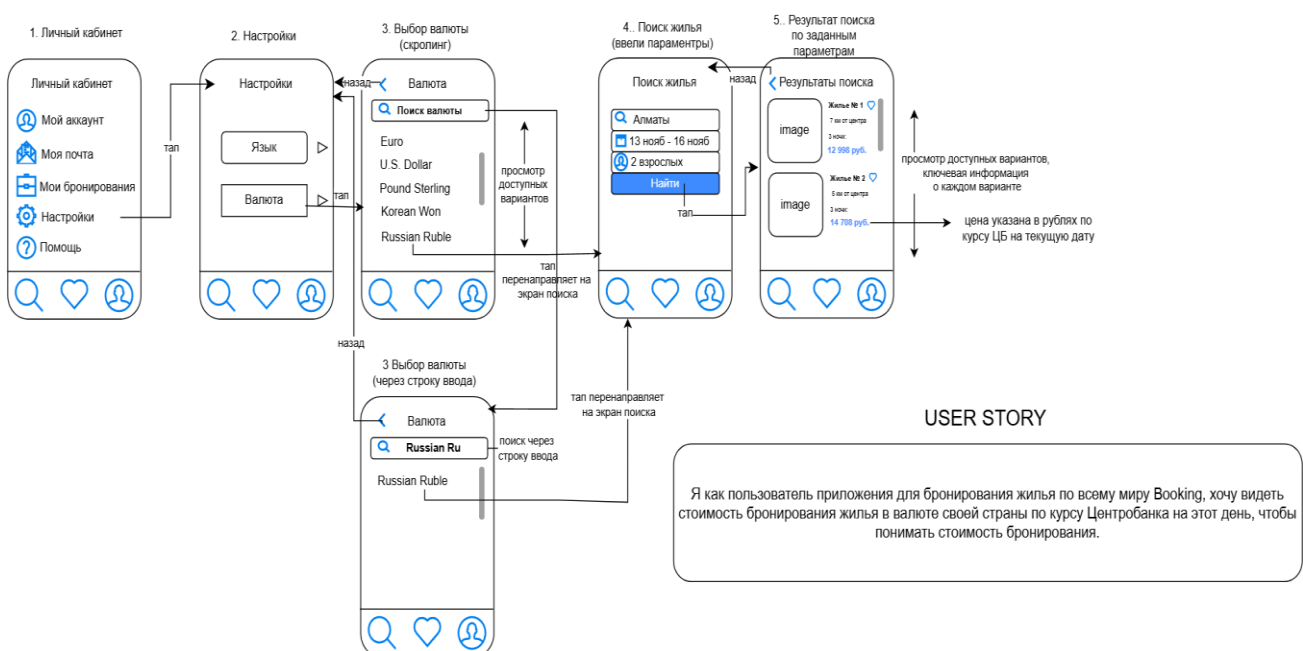 1. Личный кабинет
Личный кабинет
Мой аккаунт
Моя почта
Мои бронирования
Настройки
Помощь
тап
2. Настройки
Настройки
Язык
Валюта
тап
назад
3. Выбор валюты
(скролинг)
Валюта
Поиск валюты
Euro
U.S. Dollar
Pound Sterling
Korean Won
Russian Ruble
просмотр
доступных
вариантов
тап
перенаправляет на
экран поиска
4.. Поиск жилья
(ввели параментры)
Поиск жилья
Алматы
13 нояб - 16 нояб
2 взрослых
Найти
тап
назад
5.. Результат поиска
по заданным
параметрам
Результаты поиска
image
Жилье № 1
7 км от центра
3 ночи:
12 998 руб.
image
Жилье № 2
5 км от центра
3 ночи:
14 708 руб.
просмотр доступных вариантов,
ключевая информация
о каждом варианте
цена указана в рублях по
курсу ЦБ на текущую дату
назад
3 Выбор валюты
(через строку ввода)
Валюта
Russian Ru
Russian Ruble
поиск через
строку ввода
тап перенаправляет
на экран поиска
USER STORY
Я как пользователь приложения для бронирования жилья по всему миру Booking, хочу видеть
стоимость бронирования жилья в валюте своей страны по курсу Центробанка на этот день, чтобы
понимать стоимость бронирования.